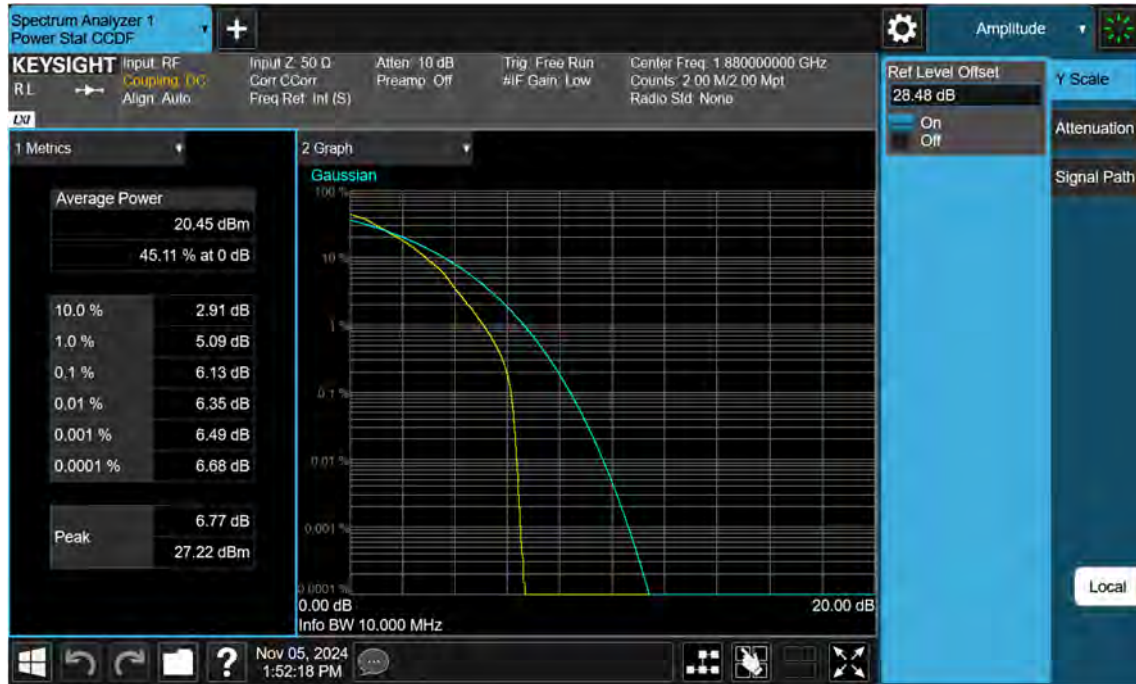 Spectrum Analyzer 1
Power Stat CCDF
Amplitude
KEYSIGHT
RL
LXI
Input: RF
Coupling: DC
Align: Auto
Input Z: 50 Ω
Corr CCorr
Freq Ref: Int (S)
Atten: 10 dB
Preamp: Off
Trig: Free Run
#IF Gain: Low
Center Freq: 1.880000000 GHz
Counts: 2.00 M/2.00 Mpt
Radio Std: None
Ref Level Offset
28.48 dB
On
Off
Y Scale
Attenuation
Signal Path
Local
1 Metrics
Average Power
20.45 dBm
45.11 % at 0 dB
10.0 % 2.91 dB
1.0 % 5.09 dB
0.1 % 6.13 dB
0.01 % 6.35 dB
0.001 % 6.49 dB
0.0001 % 6.68 dB
Peak
6.77 dB
27.22 dBm
2 Graph
Gaussian
100 %
10 %
1 %
0.1 %
0.01 %
0.001 %
0.0001 %
0.00 dB 20.00 dB
Info BW 10.000 MHz
?
Nov 05, 2024
1:52:18 PM